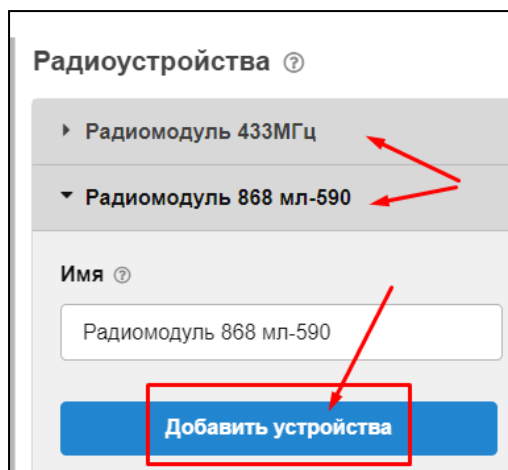 Радиоустройства ?
Радиомодуль 433МГц
Радиомодуль 868 мл-590
Имя ?
Радиомодуль 868 мл-590
Добавить устройства